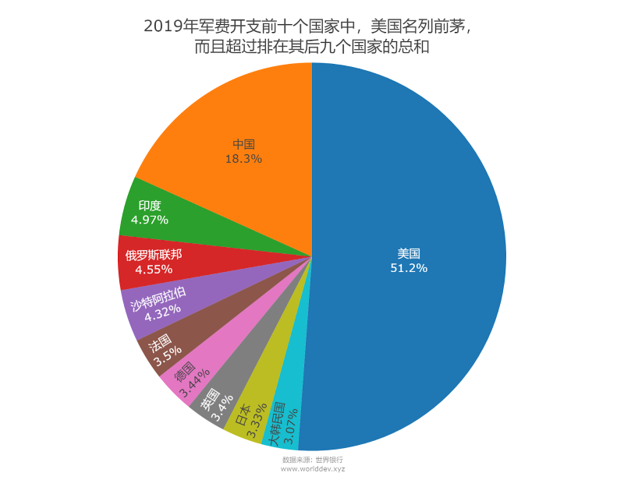 2019年军费开支前十个国家中，美国名列前茅，
而且超过排在其后九个国家的总和
中国
18.3%
印度
4.97%
美国
51.2%
俄罗斯联邦
4.55%
沙特阿拉伯
4.32%
法国
3.5%
德国
3.44%
英国
3.4%
日本
3.33%
大韩民国
3.07%
数据来源：世界银行
www.worlddev.xyz